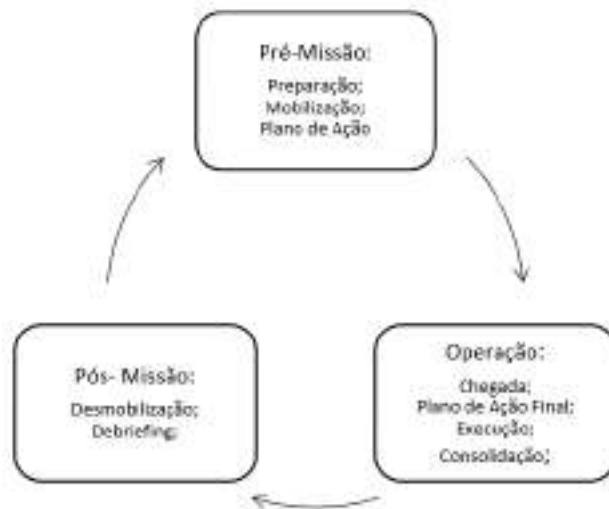 Pré-Missão:
Preparação;
Mobilização;
Plano de Ação
Operação:
Chegada;
Plano de Ação Final;
Execução;
Consolidação;
Pós- Missão:
Desmobilização;
Debriefing;